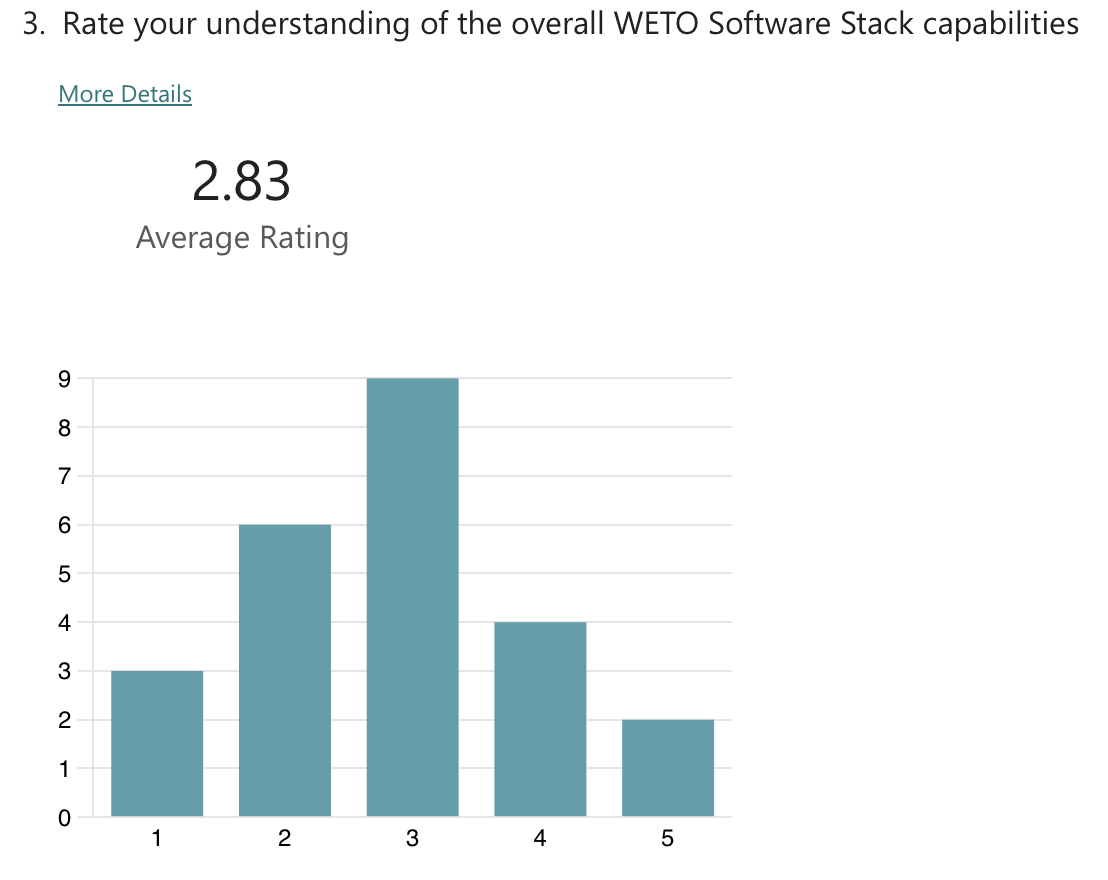 3. Rate your understanding of the overall WETO Software Stack capabilities
More Details
2.83
Average Rating
9
8
7
6
5
4
3
2
1
0
1 2 3 4 5